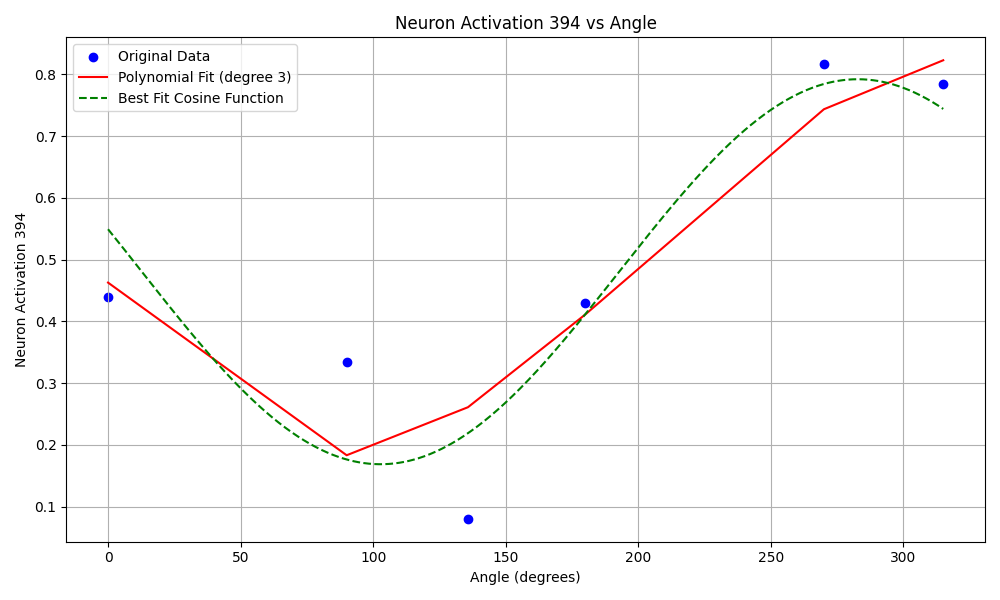 Neuron Activation 394 vs Angle
Original Data
Polynomial Fit (degree 3)
Best Fit Cosine Function
Neuron Activation 394
0.8
0.7
0.6
0.5
0.4
0.3
0.2
0.1
0 50 100 150 200 250 300
Angle (degrees)